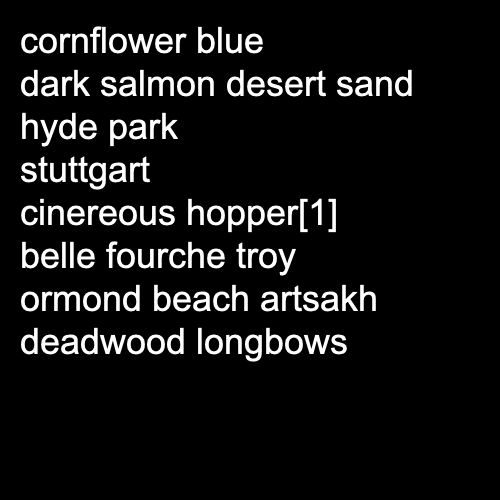 cornflower blue
dark salmon desert sand
hyde park
stuttgart
cinereous hopper[1]
belle fourche troy
ormond beach artsakh
deadwood longbows